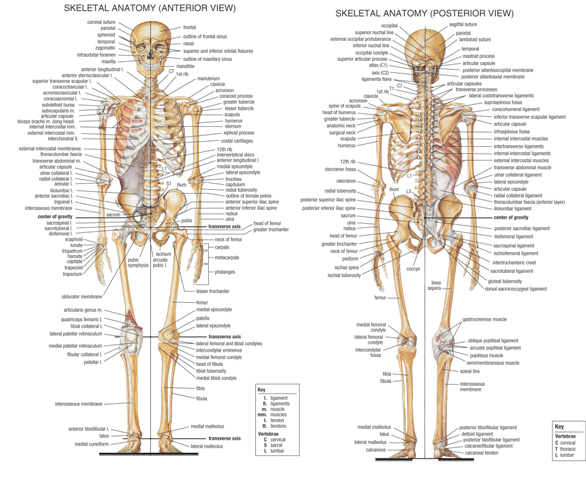 SKELETAL ANATOMY (ANTERIOR VIEW)
coronal suture
parietal
sphenoid
temporal
zygomatic
infraorbital foramen
maxilla
anterior longitudinal l.
anterior sternoclavicular l.
superior transverse scapular l.
coracoclavicular l.
acromioclavicular l.
coracoacromial l.
subdeltoid bursa
subscapularis m.
articular capsule
biceps brachii m. (long head)
internal intercostal mm.
external intercostal mm.
interchondral ll.
external intercostal membranes
thoracolumbar fascia
transverse abdominal m.
articular capsule
ulnar collateral l.
radial collateral l.
annular l.
iliolumbar l.
anterior sacroiliac l.
inguinal l.
interosseous membrane
center of gravity
sacrospinal l.
sacrotuberal l.
iliofemoral l.
scaphoid
lunate
triquetrum
hamate
capitate
trapezoid
trapezium
obturator membrane
articularis genus m.
quadriceps femoris t.
tibial collateral l.
lateral patellar retinaculum
medial patellar retinaculum
fibular collateral l.
patellar l.
interosseous membrane
anterior tibiofibular l.
talus
medial cuneiform
frontal
outline of frontal sinus
nasal
superior and inferior orbital fissures
outline of maxillary sinus
mandible
C7
1st rib
manubrium
clavicle
acromion
coracoid process
greater tubercle
lesser tubercle
scapula
humerus
sternum
xiphoid process
costal cartilages
12th rib
intervertebral discs
anterior longitudinal l.
medial epicondyle
lateral epicondyle
trochlea
capitulum
radial tuberosity
outline of female pelvis
anterior superior iliac spine
anterior inferior iliac spine
radius
ulna
S1
ilium
sacrum
pubis
transverse axis
head of femur
greater trochanter
neck of femur
carpals
metacarpals
phalanges
pubic symphysis
ischium
arcuate pubic l.
lesser trochanter
femur
medial epicondyle
patella
lateral epicondyle
transverse axis
lateral femoral and tibial condyles
intercondylar eminence
medial femoral condyle
head of fibula
tibial tuberosity
medial tibial condyle
tibia
fibula
medial malleolus
transverse axis
lateral malleolus
Key
l. ligament
ll. ligaments
m. muscle
mm. muscles
t. tendon
tt. tendons
Vertebrae
C cervical
S sacral
L lumbar
SKELETAL ANATOMY (POSTERIOR VIEW)
occipital
superior nuchal line
external occipital protuberance
inferior nuchal line
occipital condyle
superior articular process
atlas (C1)
axis (C2)
ligamenta flava
C7
1st rib
T1
clavicle
acromion
spine of scapula
head of humerus
greater tubercle
anatomic neck
surgical neck
scapula
humerus
12th rib
olecranon fossa
olecranon
radial tuberosity
posterior superior iliac spine
posterior inferior iliac spine
sacrum
ulna
radius
head of femur
greater trochanter
neck of femur
pisiform
ischial spine
ischial tuberosity
L1
ilium
L5
coccyx
linea aspera
femur
medial femoral condyle
lateral femoral condyle
intercondylar fossa
tibia
fibula
medial malleolus
talus
lateral malleolus
calcaneus
sagittal suture
parietal
lambdoid suture
temporal
mastoid process
articular capsule
posterior atlantooccipital membrane
posterior atlantoaxial membrane
articular capsules
transverse processes
lateral costotransverse ligaments
supraspinous fossa
coracohumeral ligament
inferior transverse scapular ligament
articular capsule
infraspinous fossa
internal intercostal muscles
intertransverse ligaments
internal intercostal ligaments
external intercostal muscles
transverse abdominal muscle
ulnar collateral ligament
lateral epicondyle
articular capsule
radial collateral ligament
thoracolumbar fascia (anterior layer)
iliolumbar ligament
center of gravity
posterior sacroiliac ligament
iliofemoral ligament
sacrospinal ligament
ischiofemoral ligament
intertrochanteric crest
sacrotuberal ligament
gluteal tuberosity
dorsal sacrococcygeal ligament
gastrocnemius muscle
oblique popliteal ligament
arcuate popliteal ligament
popliteus muscle
semimembranosus muscle
soleal line
interosseous membrane
posterior tibiofibular ligament
deltoid ligament
posterior talofibular ligament
calcaneofibular ligament
calcaneal tendon
Key
Vertebrae
C cervical
T thoracic
L lumbar